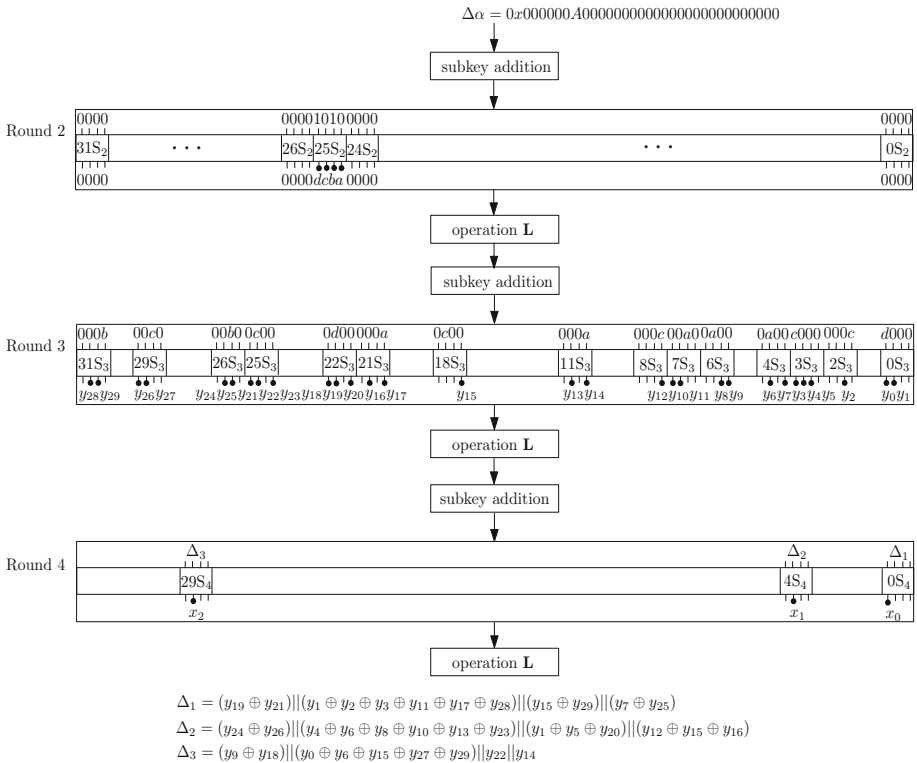 Δα = 0x000000A0000000000000000000000000
subkey addition
0000 0000101000000 0000
Round 2
31S₂ · · · 26S₂ 25S₂ 24S₂ · · · 0S₂
0000 0000dcba0000 0000
operation L
subkey addition
000b 00c0 00b0 0c00 0d00 000a 0c00 000a 000c 00a0 0a00 0a00 c000 000c d000
Round 3
31S₃ 29S₃ 26S₃ 25S₃ 22S₃ 21S₃ 18S₃ 11S₃ 8S₃ 7S₃ 6S₃ 4S₃ 3S₃ 2S₃ 0S₃
y₂₈y₂₉ y₂₆y₂₇ y₂₄y₂₅y₂₁y₂₂y₂₃y₁₈y₁₉y₂₀y₁₆y₁₇ y₁₅ y₁₃y₁₄ y₁₂y₁₀y₁₁ y₈y₉ y₆y₇y₃y₄y₅ y₂ y₀y₁
operation L
subkey addition
Round 4
Δ₃ Δ₂ Δ₁
29S₄ 4S₄ 0S₄
x₂ x₁ x₀
operation L
Δ₁ = (y₁₉ ⊕ y₂₁)||(y₁ ⊕ y₂ ⊕ y₃ ⊕ y₁₁ ⊕ y₁₇ ⊕ y₂₈)||(y₁₅ ⊕ y₂₉)||(y₇ ⊕ y₂₅)
Δ₂ = (y₂₄ ⊕ y₂₆)||(y₄ ⊕ y₆ ⊕ y₈ ⊕ y₁₀ ⊕ y₁₃ ⊕ y₂₃)||(y₁ ⊕ y₅ ⊕ y₂₀)||(y₁₂ ⊕ y₁₅ ⊕ y₁₆)
Δ₃ = (y₉ ⊕ y₁₈)||(y₀ ⊕ y₆ ⊕ y₁₅ ⊕ y₂₇ ⊕ y₂₉)||y₂₂||y₁₄